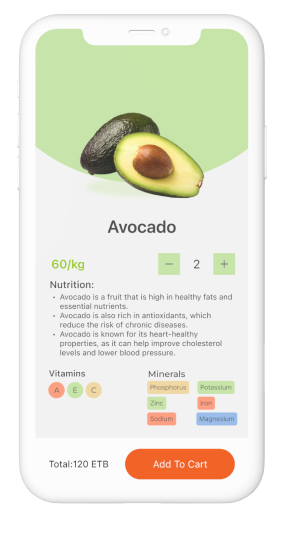 Avocado
60/kg
− 2 +
Nutrition:
• Avocado is a fruit that is high in healthy fats and
essential nutrients.
• Avocado is also rich in antioxidants, which
reduce the risk of chronic diseases.
• Avocado is known for its heart-healthy
properties, as it can help improve cholesterol
levels and lower blood pressure.
Vitamins
A E C
Minerals
Phosphorus Potassium
Zinc Iron
Sodium Magnesium
Total:120 ETB
Add To Cart